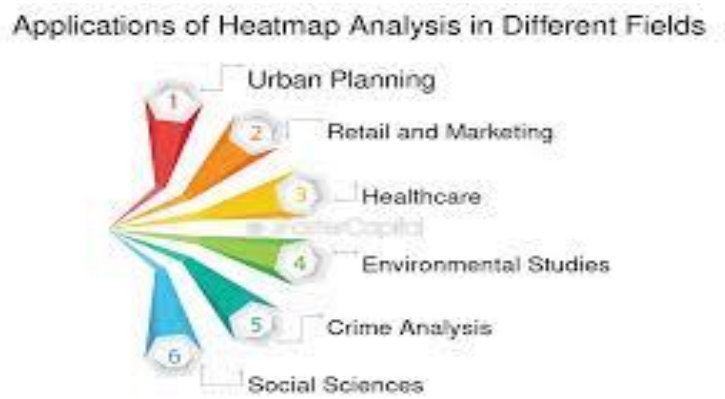 Applications of Heatmap Analysis in Different Fields
1 Urban Planning
2 Retail and Marketing
3 Healthcare
4 Environmental Studies
5 Crime Analysis
6 Social Sciences